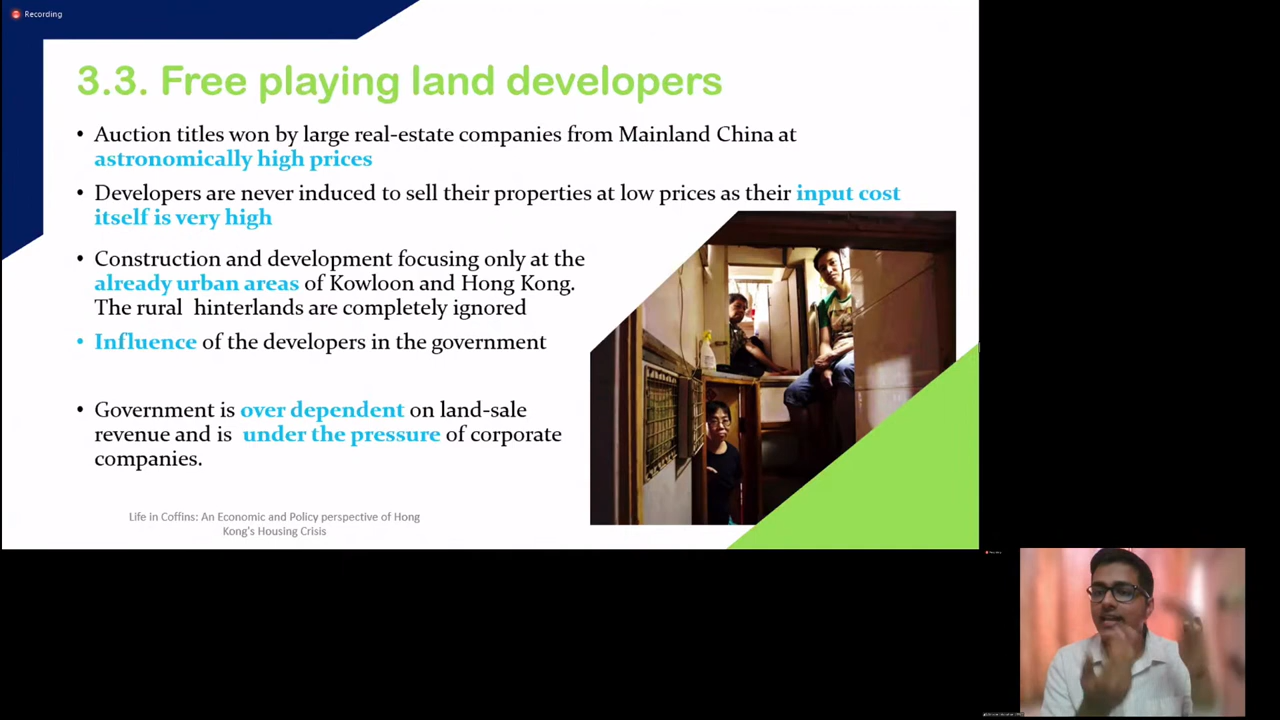 Recording
3.3. Free playing land developers
• Auction titles won by large real-estate companies from Mainland China at
astronomically high prices
• Developers are never induced to sell their properties at low prices as their input cost
itself is very high
• Construction and development focusing only at the
already urban areas of Kowloon and Hong Kong.
The rural hinterlands are completely ignored
• Influence of the developers in the government
• Government is over dependent on land-sale
revenue and is under the pressure of corporate
companies.
Life in Coffins: An Economic and Policy perspective of Hong
Kong's Housing Crisis